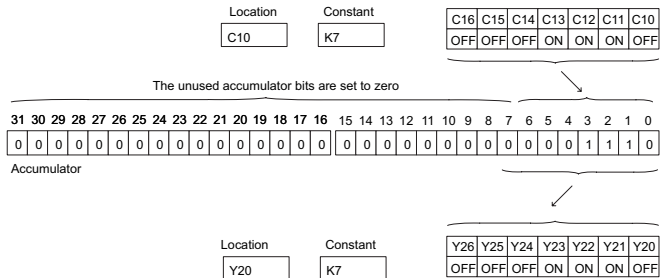 Location Constant
C10 K7
C16 C15 C14 C13 C12 C11 C10
OFF OFF OFF ON ON ON OFF
The unused accumulator bits are set to zero
31 30 29 28 27 26 25 24 23 22 21 20 19 18 17 16 15 14 13 12 11 10 9 8 7 6 5 4 3 2 1 0
0 0 0 0 0 0 0 0 0 0 0 0 0 0 0 0 0 0 0 0 0 0 0 0 0 0 0 0 1 1 1 0
Accumulator
Location Constant
Y20 K7
Y26 Y25 Y24 Y23 Y22 Y21 Y20
OFF OFF OFF ON ON ON OFF